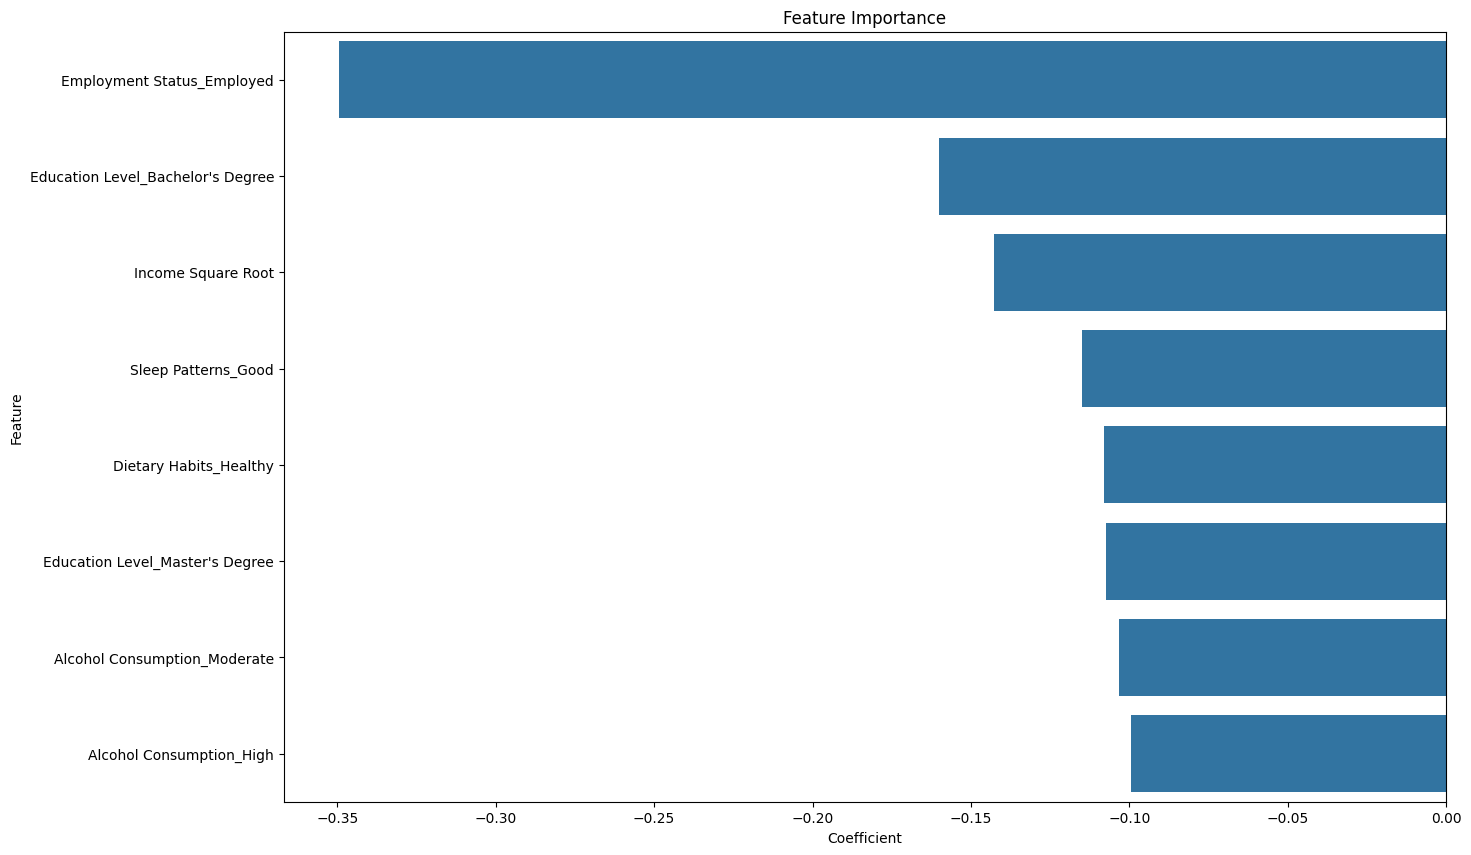 Feature Importance
Employment Status_Employed
Education Level_Bachelor's Degree
Income Square Root
Sleep Patterns_Good
Dietary Habits_Healthy
Education Level_Master's Degree
Alcohol Consumption_Moderate
Alcohol Consumption_High
Feature
−0.35 −0.30 −0.25 −0.20 −0.15 −0.10 −0.05 0.00
Coefficient